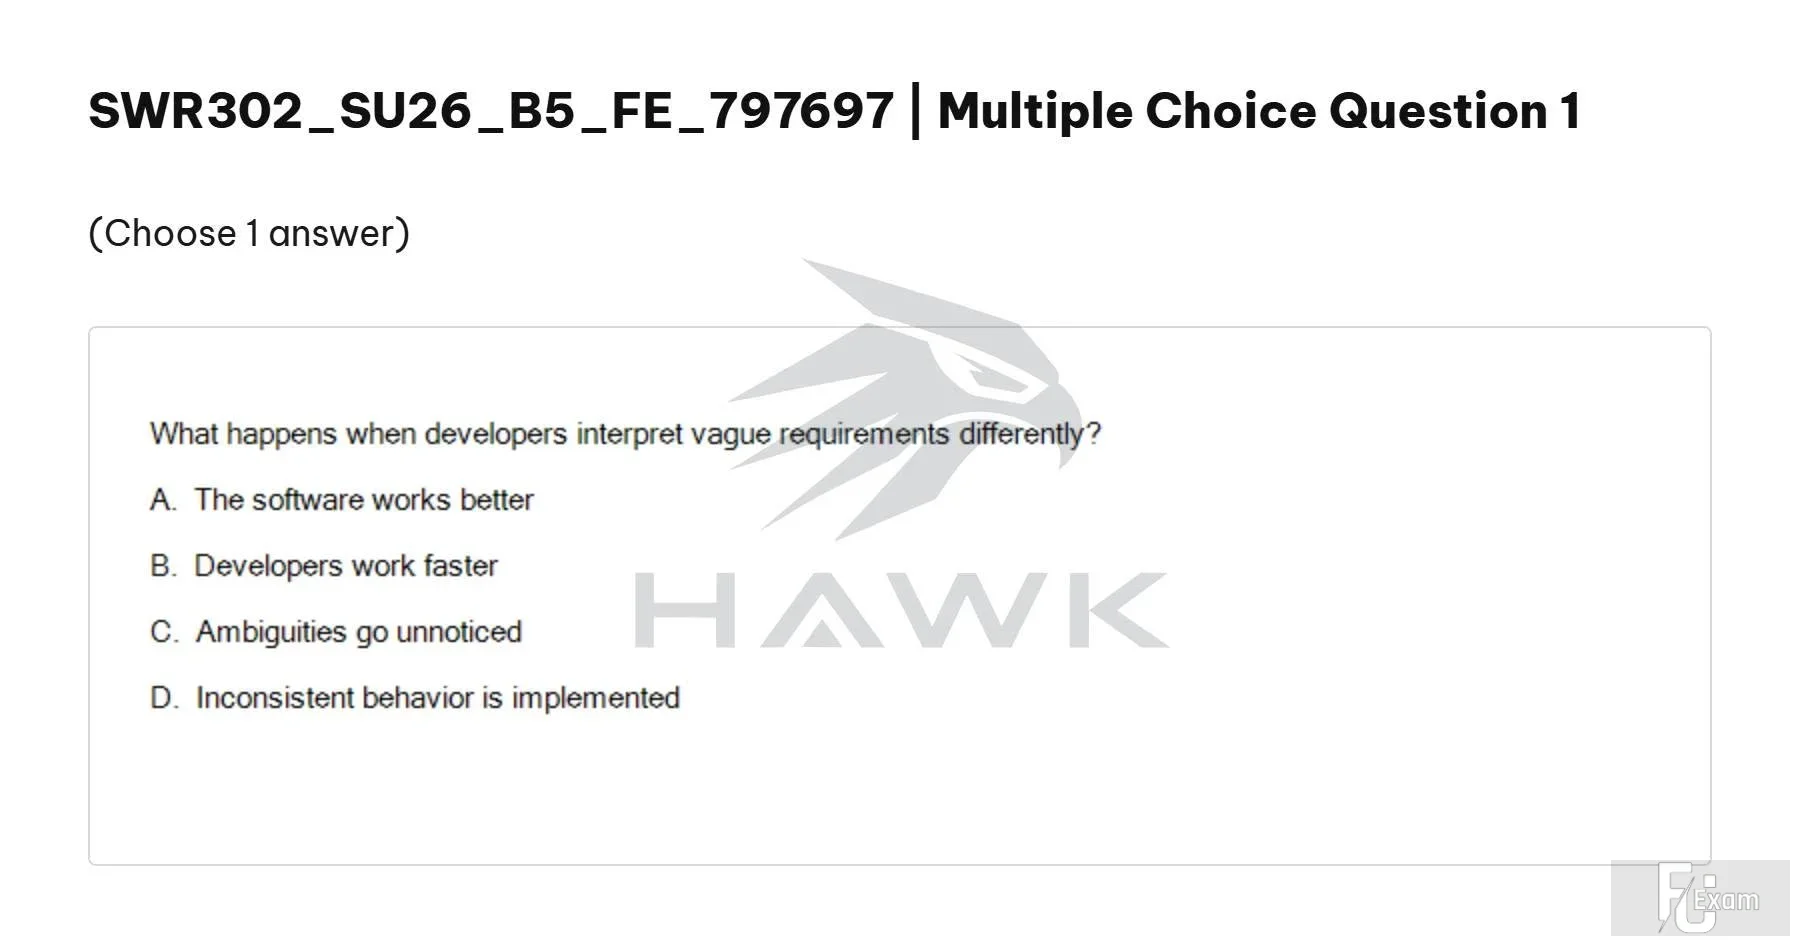 SWR302_SU26_B5_FE_797697 | Multiple Choice Question 1
(Choose 1 answer)
What happens when developers interpret vague requirements differently?
A. The software works better
B. Developers work faster
C. Ambiguities go unnoticed
D. Inconsistent behavior is implemented
HAWK
FU Exam